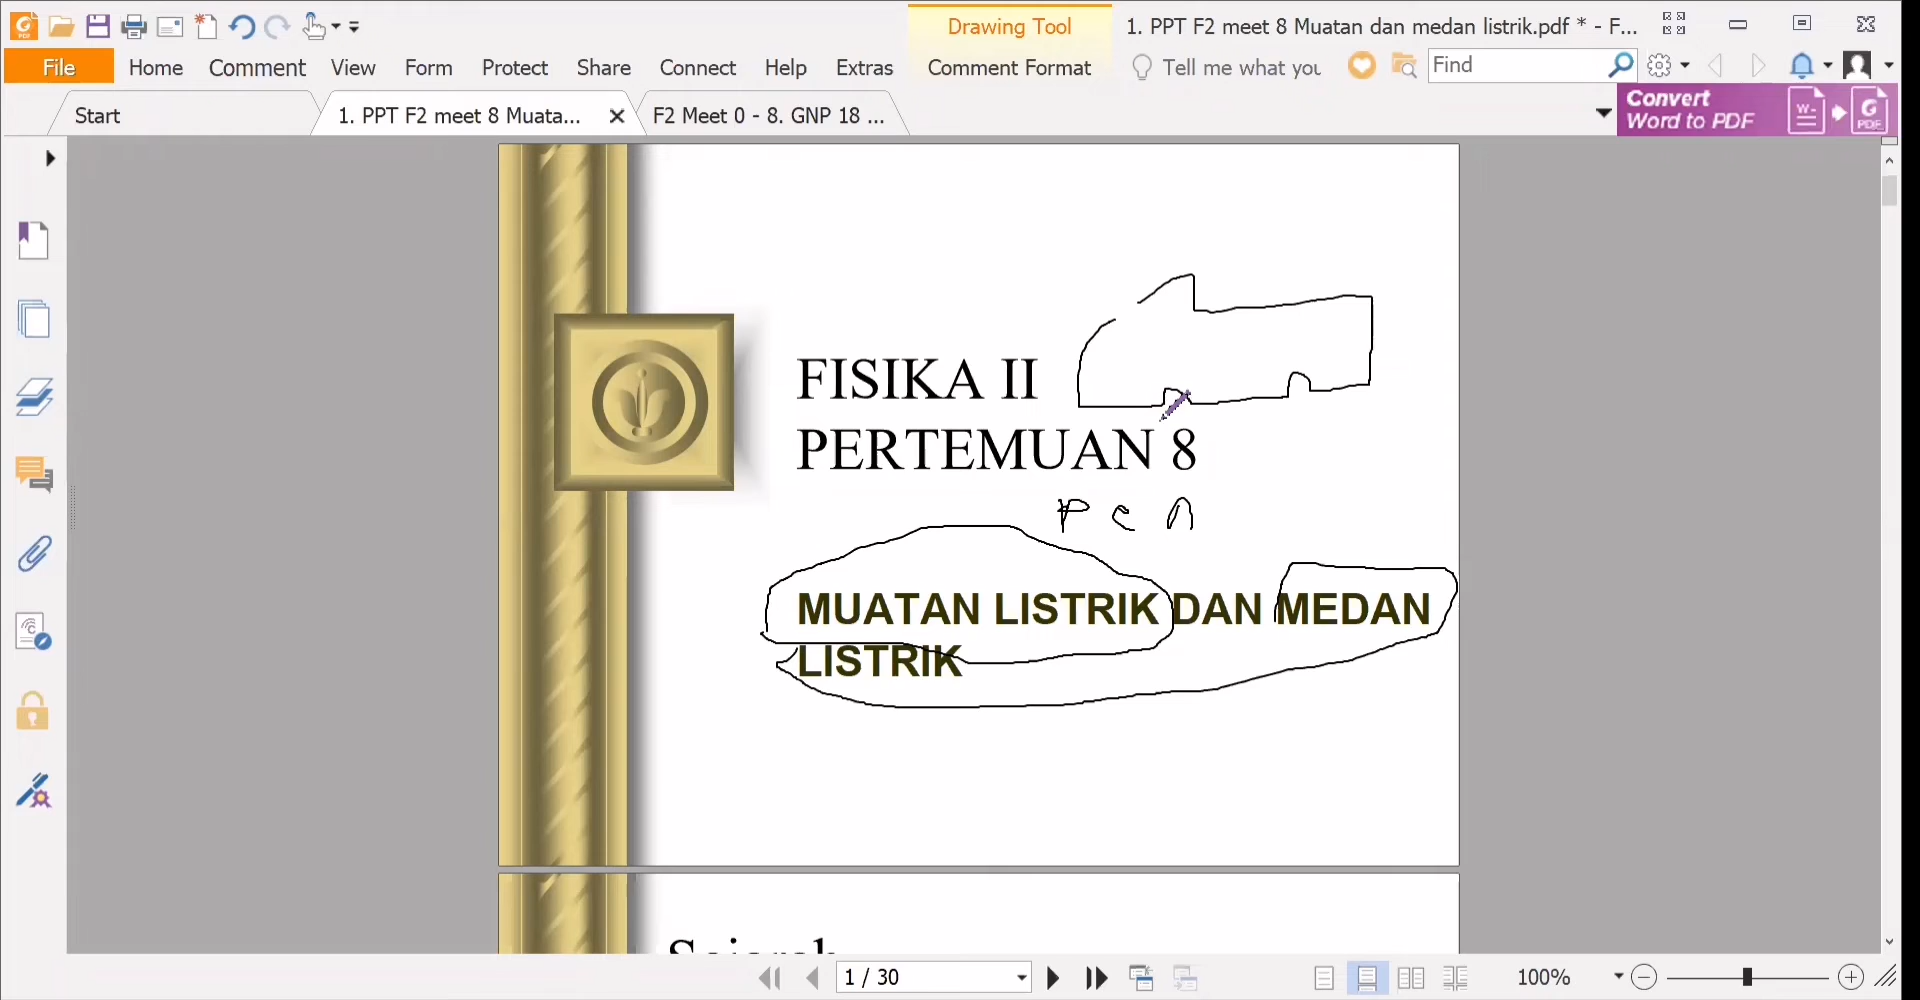 Drawing Tool
1. PPT F2 meet 8 Muatan dan medan listrik.pdf * - F...
File Home Comment View Form Protect Share Connect Help Extras Comment Format Tell me what you Find
Start 1. PPT F2 meet 8 Muata... F2 Meet 0 - 8. GNP 18 ... Convert
Word to PDF
FISIKA II
PERTEMUAN 8
pen
MUATAN LISTRIK DAN MEDAN
LISTRIK
1 / 30 100%